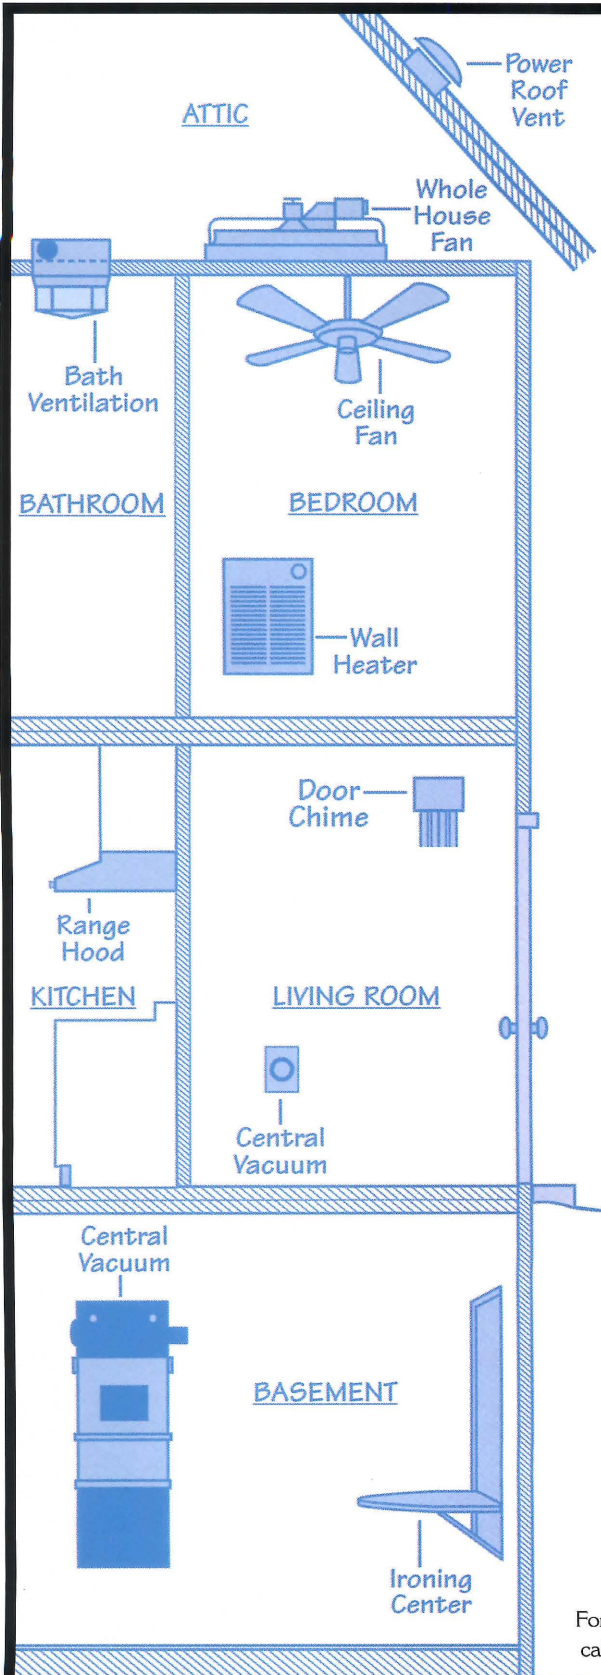 Power
Roof
Vent
ATTIC
Whole
House
Fan
Bath
Ventilation
Ceiling
Fan
BATHROOM
BEDROOM
Wall
Heater
Door
Chime
Range
Hood
KITCHEN
LIVING ROOM
Central
Vacuum
Central
Vacuum
BASEMENT
Ironing
Center